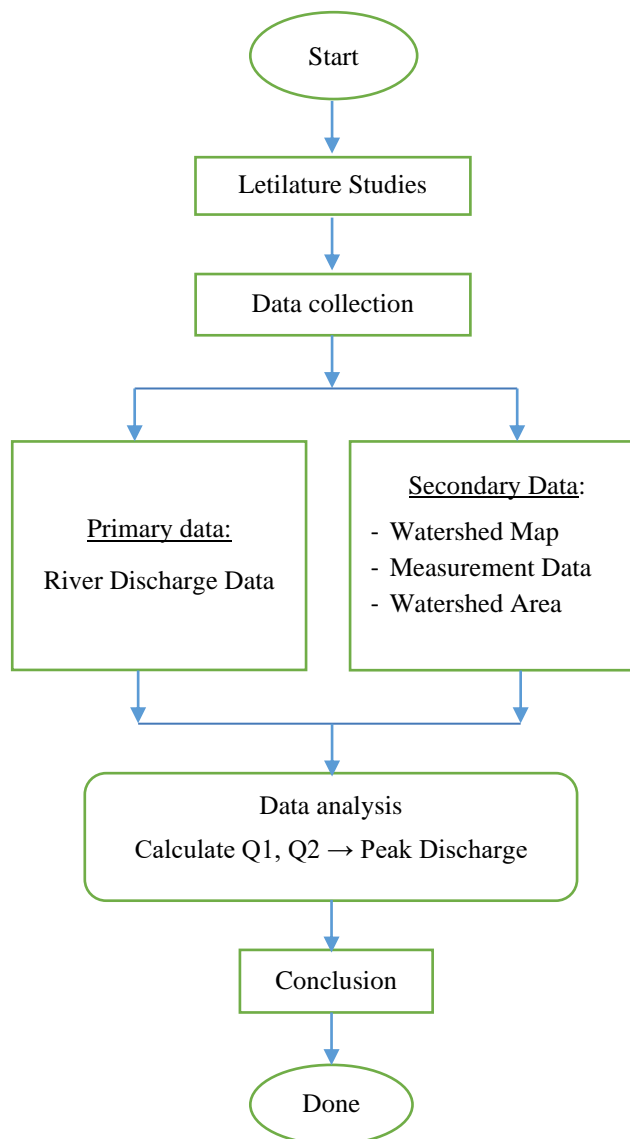 Start
Letilature Studies
Data collection
Primary data:
River Discharge Data
Secondary Data:
- Watershed Map
- Measurement Data
- Watershed Area
Data analysis
Calculate Q1, Q2 → Peak Discharge
Conclusion
Done